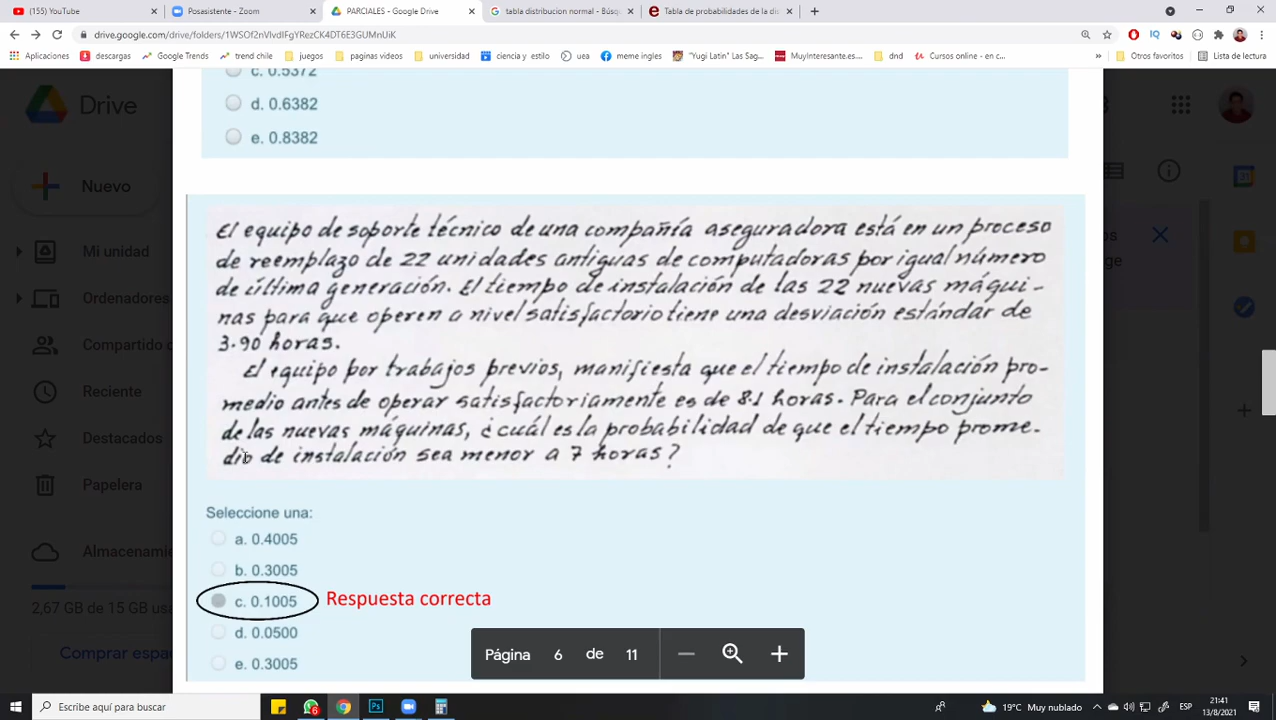 (155) YouTube
Posasistente - Zoom
PARCIALES - Google Drive
tabla distribucion normal - Búsq
Tabla de probabilidades de la dis
drive.google.com/drive/folders/1WSOf2nVlvdIFgYRezCK4DT6E3GUMnUiK
Aplicaciones
descargas
Google Trends
trend chile
juegos
paginas videos
universidad
ciencia y estilo
uea
meme ingles
"Yugi Latin" Las Sag...
MuyInteresante.es...
dnd
Cursos online - en c...
Otros favoritos
Lista de lectura
Drive
Nuevo
Mi unidad
Ordenadores
Compartido
Reciente
Destacados
Papelera
Almacenamie
2,67 GB de 15 GB usa
Comprar espa
c. 0.5372
d. 0.6382
e. 0.8382
El equipo de soporte técnico de una compañía aseguradora está en un proceso
de reemplazo de 22 unidades antiguas de computadoras por igual número
de última generación. El tiempo de instalación de las 22 nuevas máqui-
nas para que operen a nivel satisfactorio tiene una desviación estándar de
3.90 horas.
El equipo por trabajos previos, manifiesta que el tiempo de instalación pro-
medio antes de operar satisfactoriamente es de 8.1 horas. Para el conjunto
de las nuevas máquinas, ¿cuál es la probabilidad de que el tiempo prome-
dio de instalación sea menor a 7 horas?
Seleccione una:
a. 0.4005
b. 0.3005
c. 0.1005 Respuesta correcta
d. 0.0500
e. 0.3005
Página 6 de 11
Escribe aquí para buscar
6
19°C Muy nublado
ESP
21:41
13/8/2021